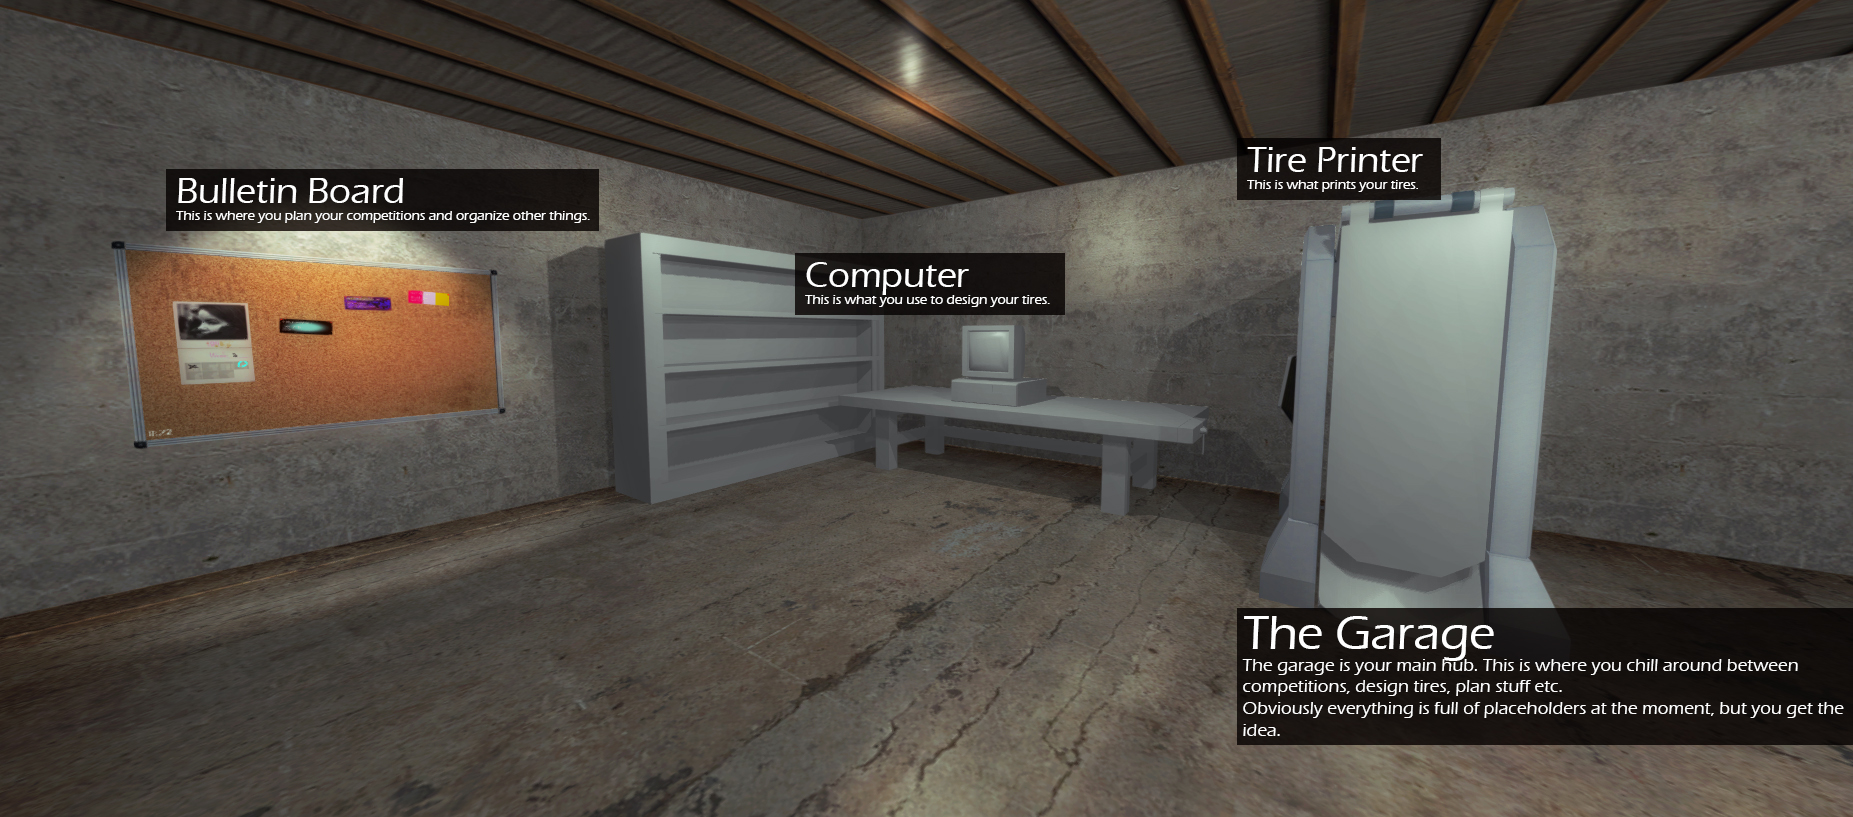 Bulletin Board
This is where you plan your competitions and organize other things.
Computer
This is what you use to design your tires.
Tire Printer
This is what prints your tires.
The Garage
The garage is your main hub. This is where you chill around between
competitions, design tires, plan stuff etc.
Obviously everything is full of placeholders at the moment, but you get the
idea.